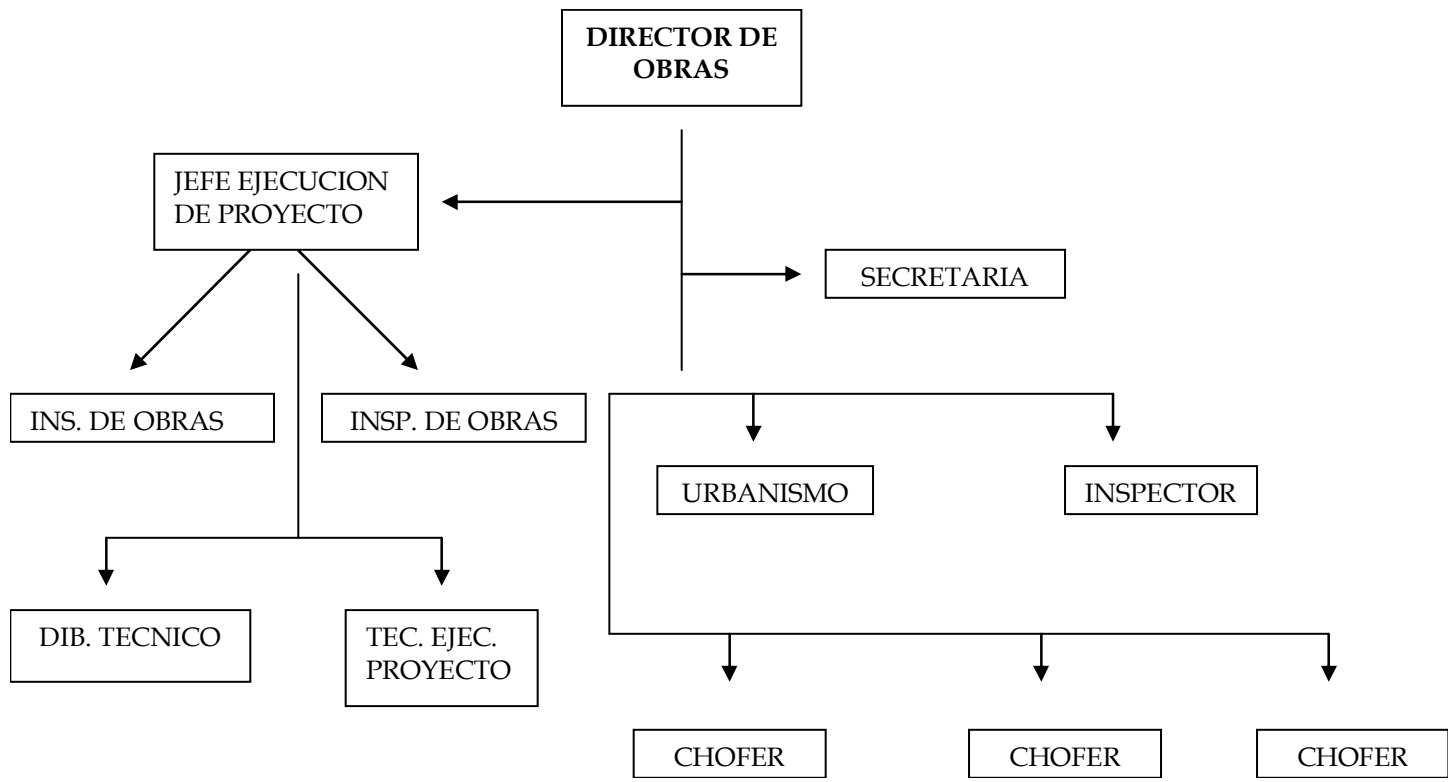 DIRECTOR DE
OBRAS
JEFE EJECUCION
DE PROYECTO
SECRETARIA
INS. DE OBRAS
INSP. DE OBRAS
URBANISMO
INSPECTOR
DIB. TECNICO
TEC. EJEC.
PROYECTO
CHOFER
CHOFER
CHOFER